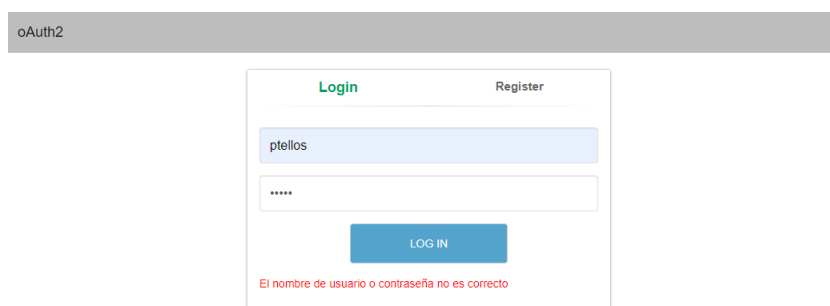 oAuth2
Login Register
ptellos
•••••
LOG IN
El nombre de usuario o contraseña no es correcto